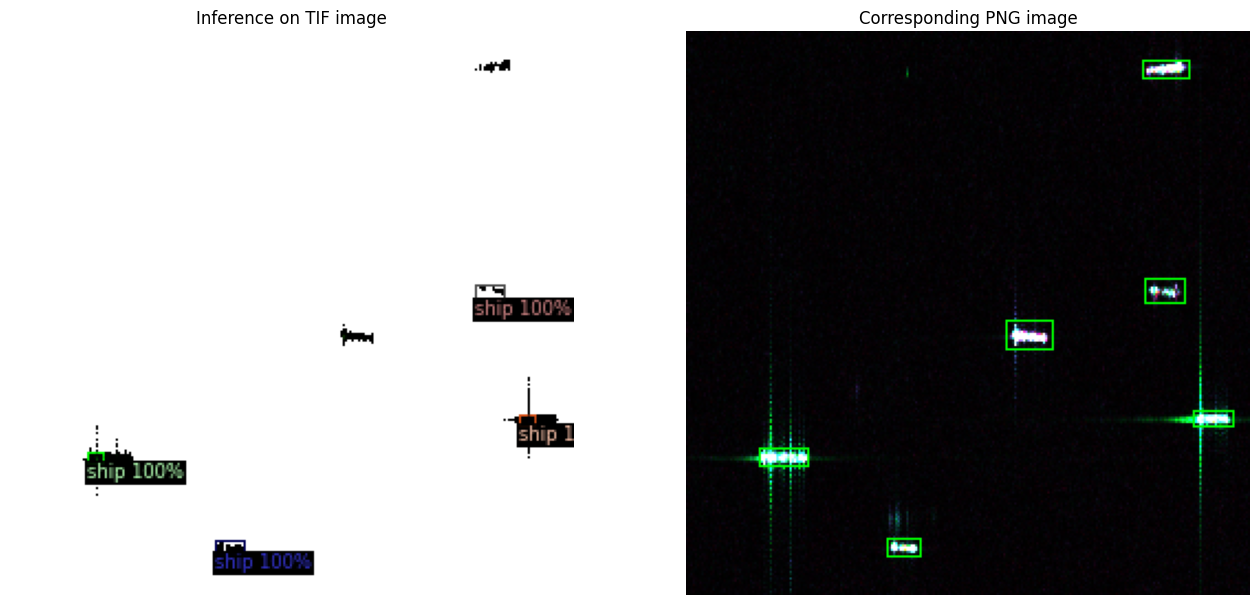 Inference on TIF image
Corresponding PNG image
ship 100%
ship 1
ship 100%
ship 100%